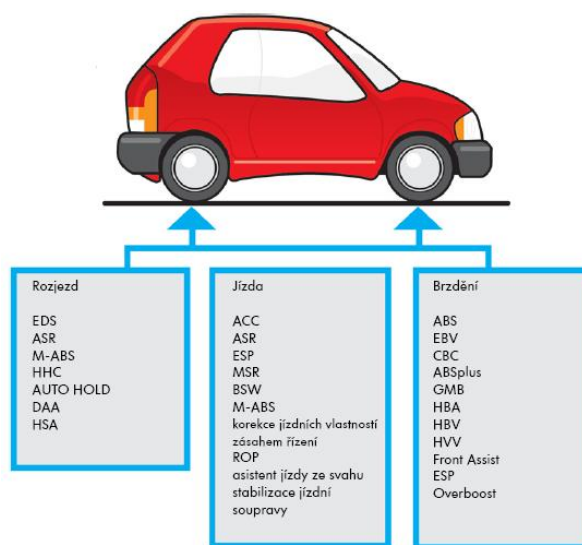 Rozjezd
EDS
ASR
M-ABS
HHC
AUTO HOLD
DAA
HSA
Jízda
ACC
ASR
ESP
MSR
BSW
M-ABS
korekce jízdních vlastností
zásahem řízení
ROP
asistent jízdy ze svahu
stabilizace jízdní
soupravy
Brzdění
ABS
EBV
CBC
ABSplus
GMB
HBA
HBV
HVV
Front Assist
ESP
Overboost